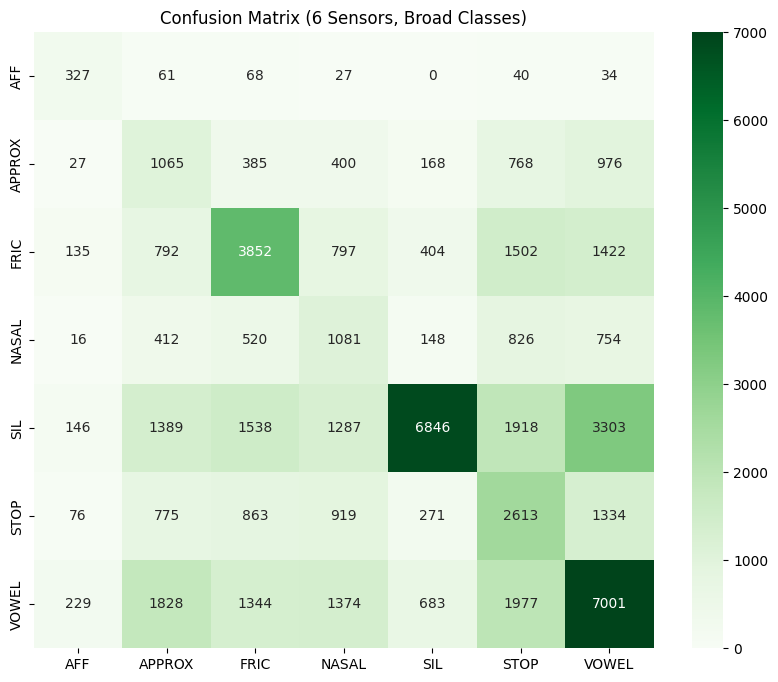 Confusion Matrix (6 Sensors, Broad Classes)
AFF 327 61 68 27 0 40 34
APPROX 27 1065 385 400 168 768 976
FRIC 135 792 3852 797 404 1502 1422
NASAL 16 412 520 1081 148 826 754
SIL 146 1389 1538 1287 6846 1918 3303
STOP 76 775 863 919 271 2613 1334
VOWEL 229 1828 1344 1374 683 1977 7001
AFF APPROX FRIC NASAL SIL STOP VOWEL
7000
6000
5000
4000
3000
2000
1000
0